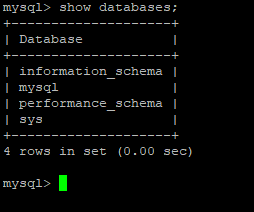 mysql> show databases;
+--------------------+
| Database           |
+--------------------+
| information_schema |
| mysql              |
| performance_schema |
| sys                |
+--------------------+
4 rows in set (0.00 sec)
mysql>